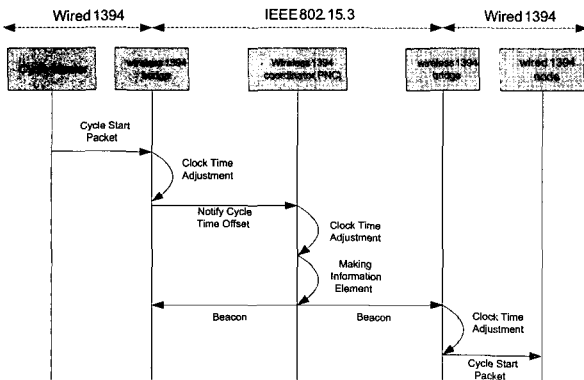 Wired 1394
IEEE802.15.3
Wired 1394
wireless 1394
bridge
Wireless 1394
coordinator(PNC)
wireless 1394
bridge
wired 1394
node
Cycle Start
Packet
Clock Time
Adjustment
Notify Cycle
Time Offset
Clock Time
Adjustment
Making
Information
Element
Beacon
Beacon
Clock Time
Adjustment
Cycle Start
Packet